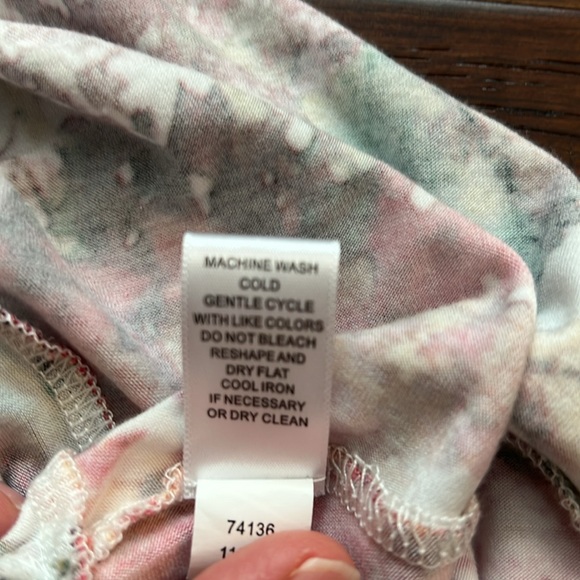 MACHINE WASH
COLD
GENTLE CYCLE
WITH LIKE COLORS
DO NOT BLEACH
RESHAPE AND
DRY FLAT
COOL IRON
IF NECESSARY
OR DRY CLEAN
74136